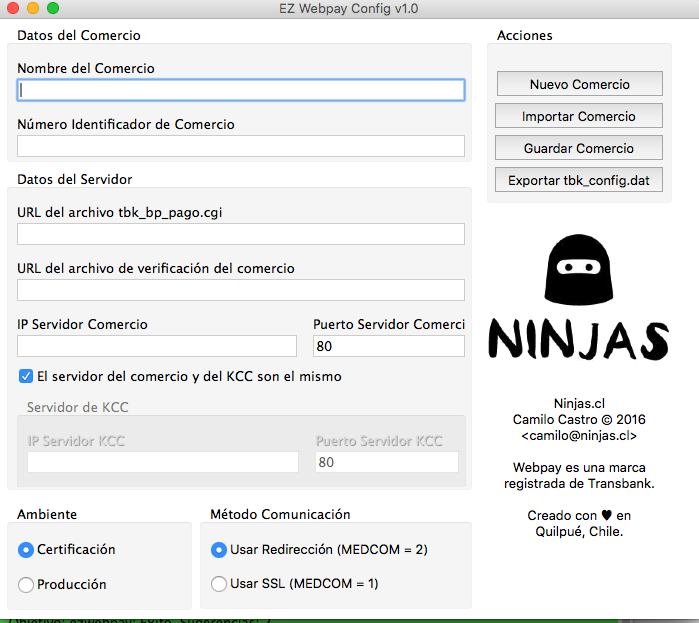 EZ Webpay Config v1.0
Datos del Comercio
Nombre del Comercio
Número Identificador de Comercio
Datos del Servidor
URL del archivo tbk_bp_pago.cgi
URL del archivo de verificación del comercio
IP Servidor Comercio
Puerto Servidor Comerci
80
El servidor del comercio y del KCC son el mismo
Servidor de KCC
IP Servidor KCC
Puerto Servidor KCC
80
Ambiente
Certificación
Producción
Método Comunicación
Usar Redirección (MEDCOM = 2)
Usar SSL (MEDCOM = 1)
Acciones
Nuevo Comercio
Importar Comercio
Guardar Comercio
Exportar tbk_config.dat
NINJAS
Ninjas.cl
Camilo Castro © 2016
<camilo@ninjas.cl>
Webpay es una marca
registrada de Transbank.
Creado con ♥ en
Quilpué, Chile.
Objetivo: ezwebpay: Exito. Sugerencias: 2